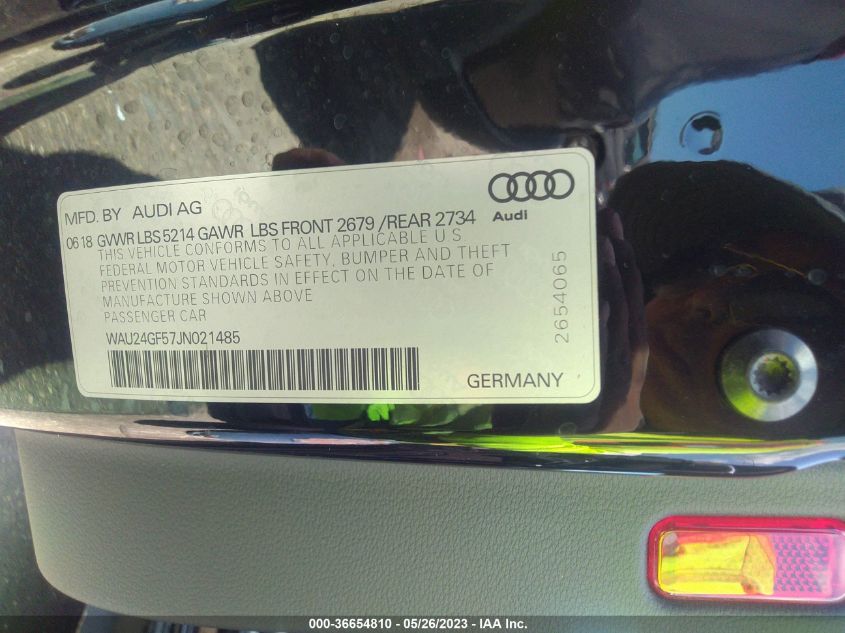 MFD. BY AUDI AG
Audi
06 18 GVWR LBS 5214 GAWR LBS FRONT 2679 / REAR 2734
THIS VEHICLE CONFORMS TO ALL APPLICABLE U S
FEDERAL MOTOR VEHICLE SAFETY, BUMPER AND THEFT
PREVENTION STANDARDS IN EFFECT ON THE DATE OF
MANUFACTURE SHOWN ABOVE
PASSENGER CAR
WAU24GF57JN021485
2654065
GERMANY
000-36654810 / 05/26/2023 - IAA Inc.